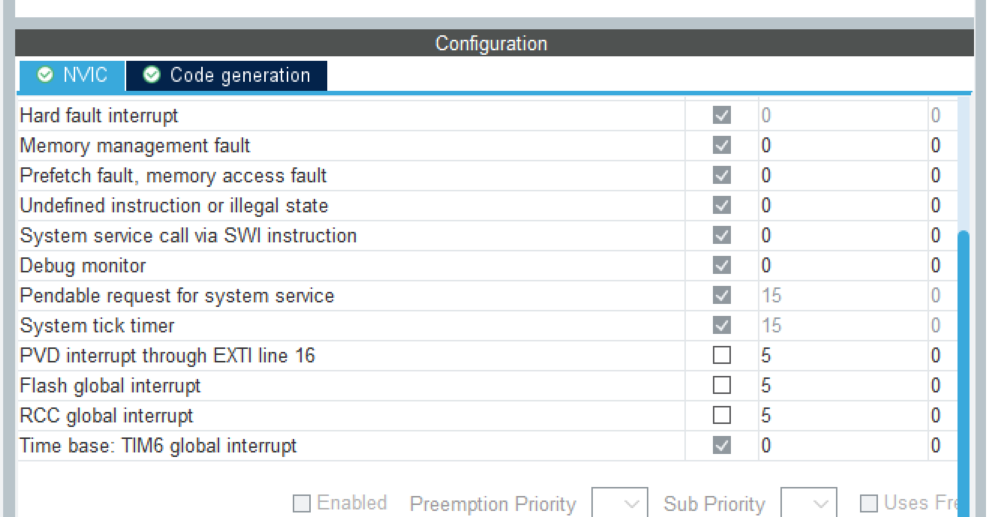 Configuration
NVIC Code generation
Hard fault interrupt 0 0
Memory management fault 0 0
Prefetch fault, memory access fault 0 0
Undefined instruction or illegal state 0 0
System service call via SWI instruction 0 0
Debug monitor 0 0
Pendable request for system service 15 0
System tick timer 15 0
PVD interrupt through EXTI line 16 5 0
Flash global interrupt 5 0
RCC global interrupt 5 0
Time base: TIM6 global interrupt 0 0
Enabled Preemption Priority Sub Priority Uses Fre